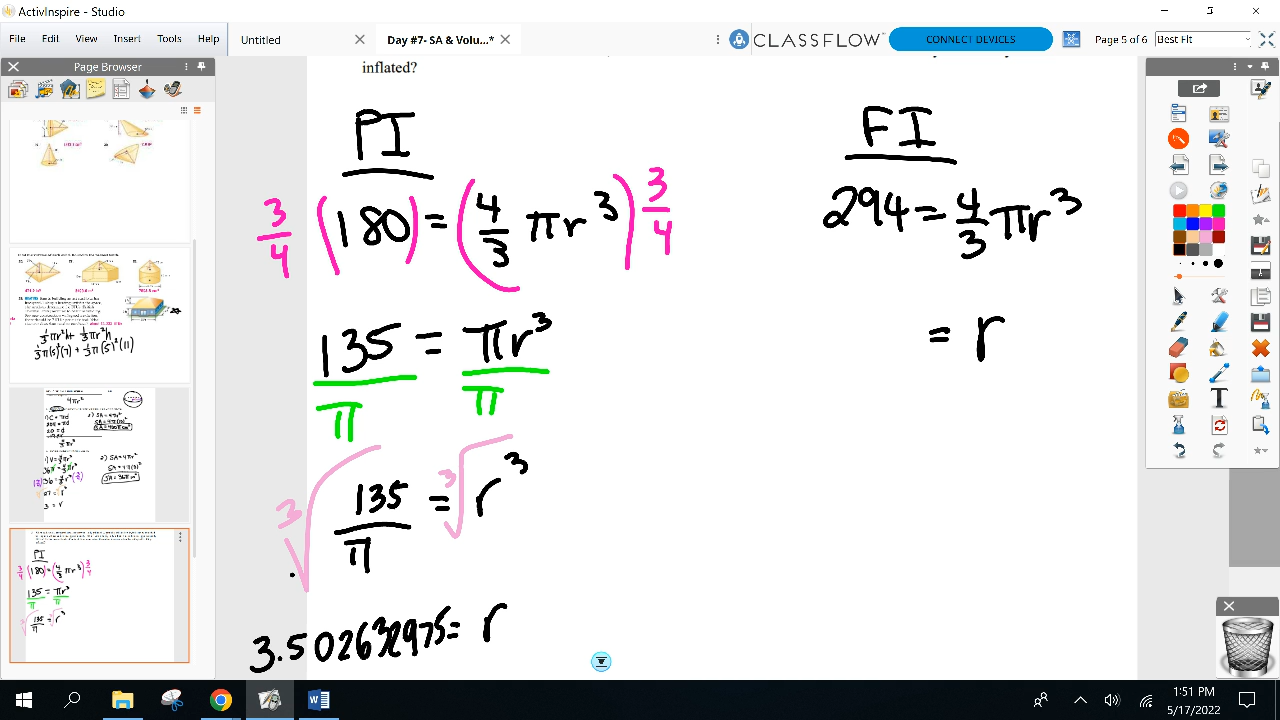 ActivInspire - Studio
File Edit View Insert Tools Help
Untitled
Day #7- SA & Volu...*
CLASSFLOW
CONNECT DEVICES
Page 5 of 6
Best Fit
Page Browser
inflated?
PI
3/4 (180) = (4/3 πr³) 3/4
135/π = πr³/π
∛135/π = ∛r³
3.502632975 = r
FI
294 = 4/3 πr³
= r
1:51 PM
5/17/2022